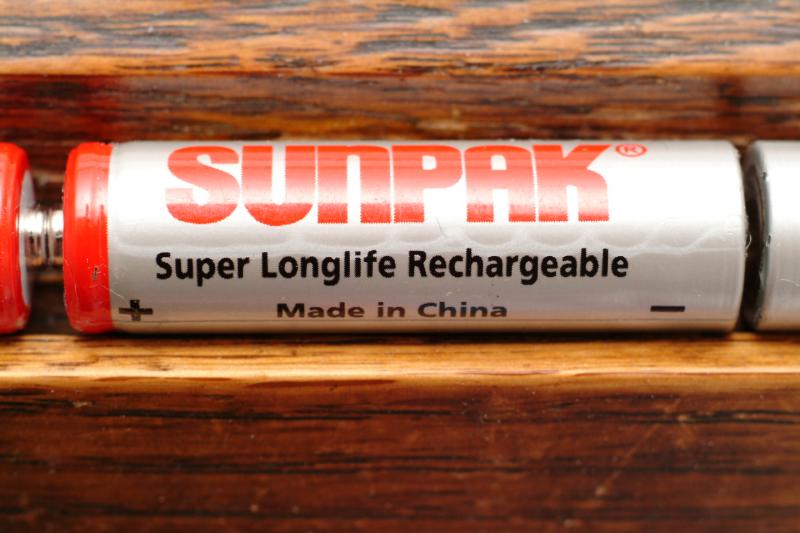 SUNPAK®
Super Longlife Rechargeable
Made in China
+ −